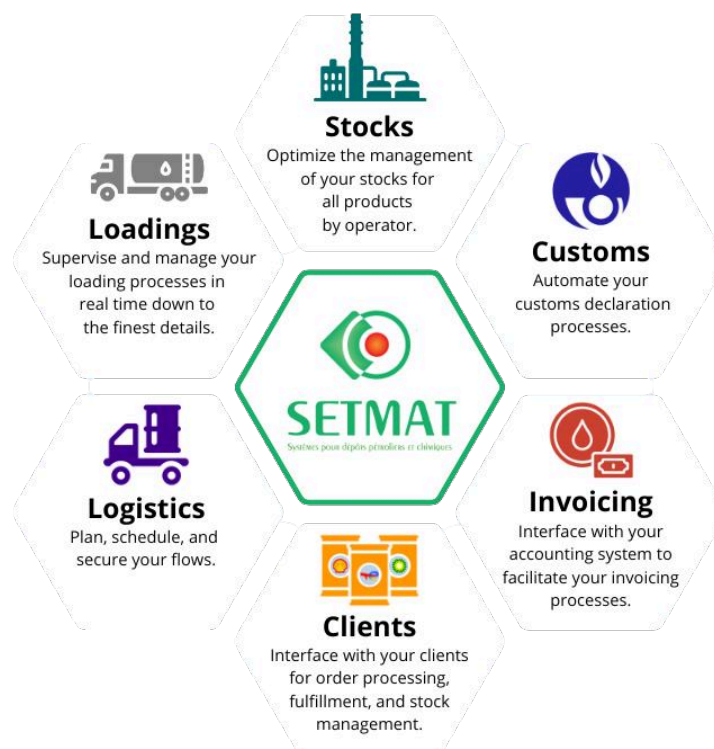 Stocks
Optimize the management
of your stocks for
all products
by operator.
Loadings
Supervise and manage your
loading processes in
real time down to
the finest details.
Customs
Automate your
customs declaration
processes.
SETMAT
Systèmes pour dépôts pétroliers et chimiques
Logistics
Plan, schedule, and
secure your flows.
Invoicing
Interface with your
accounting system to
facilitate your invoicing
processes.
Clients
Interface with your clients
for order processing,
fulfillment, and stock
management.